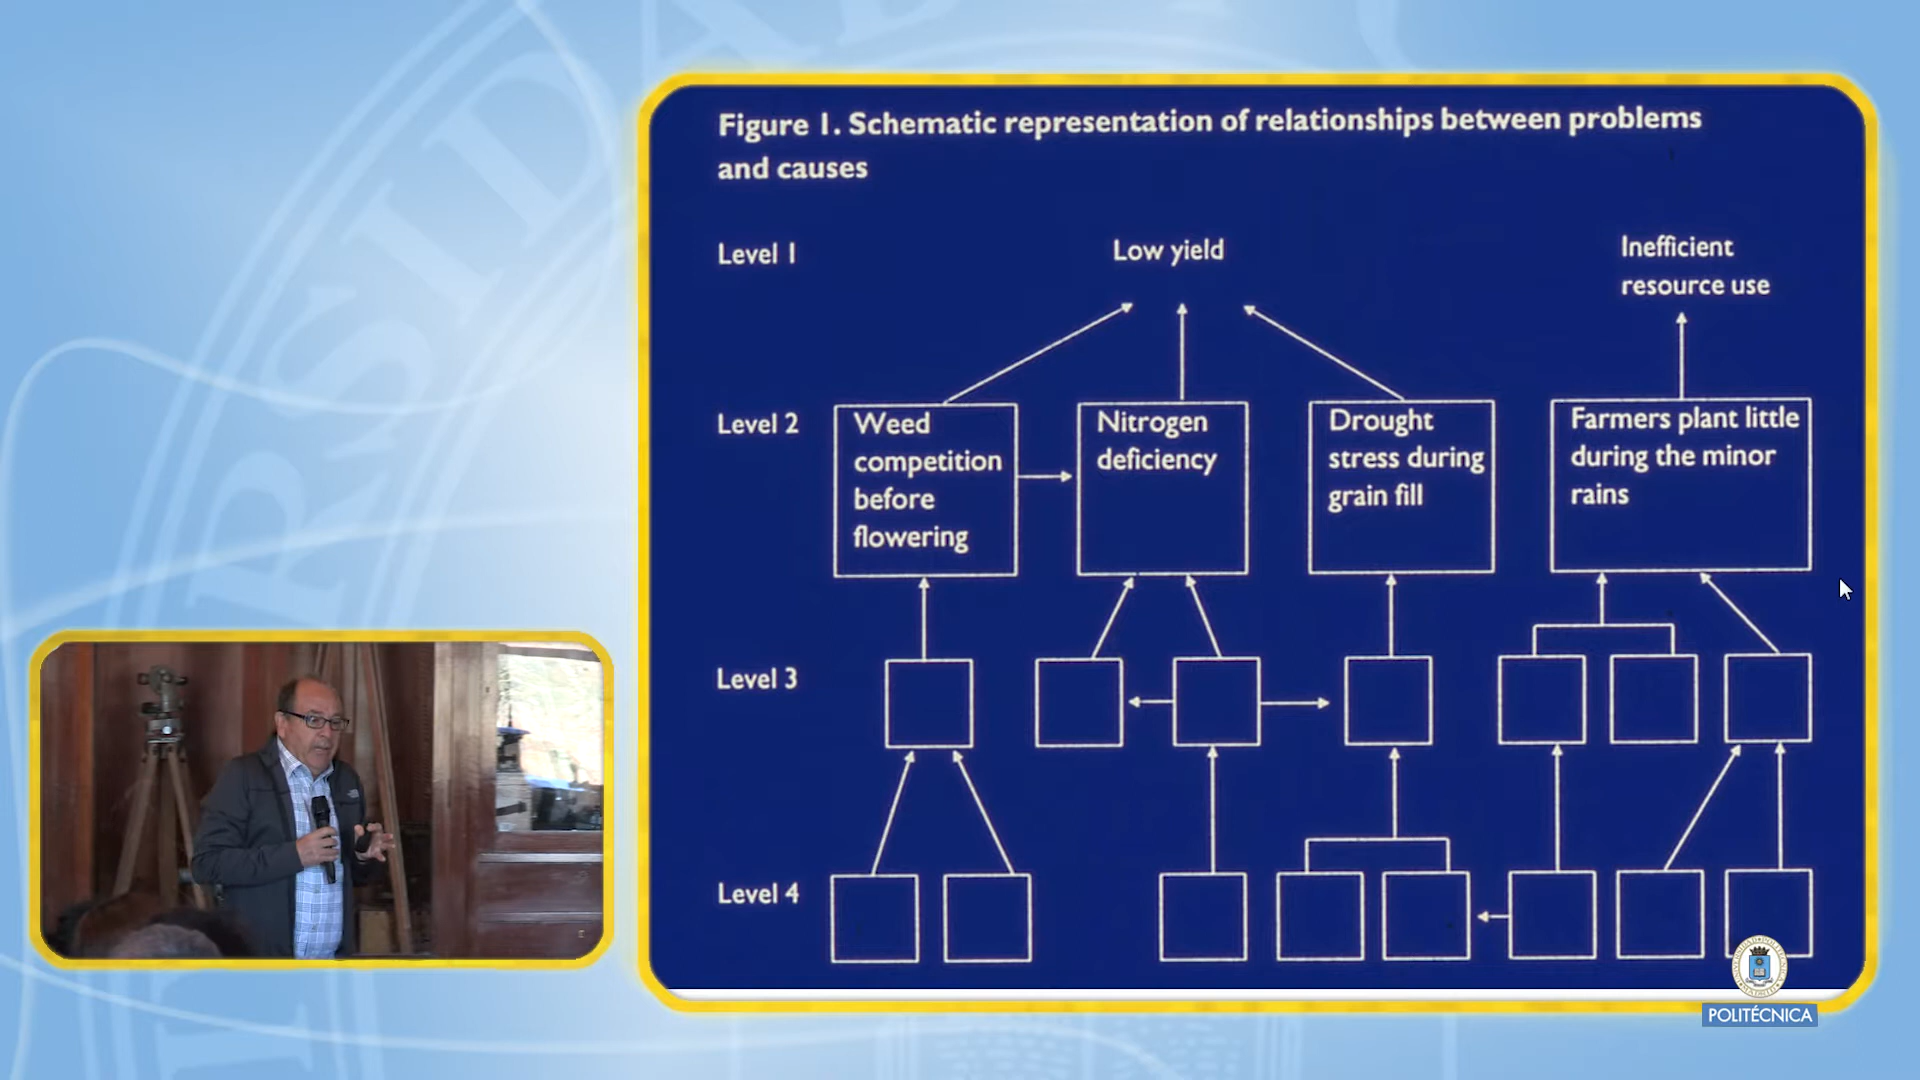 Figure 1. Schematic representation of relationships between problems
and causes
Level 1
Low yield
Inefficient
resource use
Level 2
Weed
competition
before
flowering
Nitrogen
deficiency
Drought
stress during
grain fill
Farmers plant little
during the minor
rains
Level 3
Level 4
POLITÉCNICA